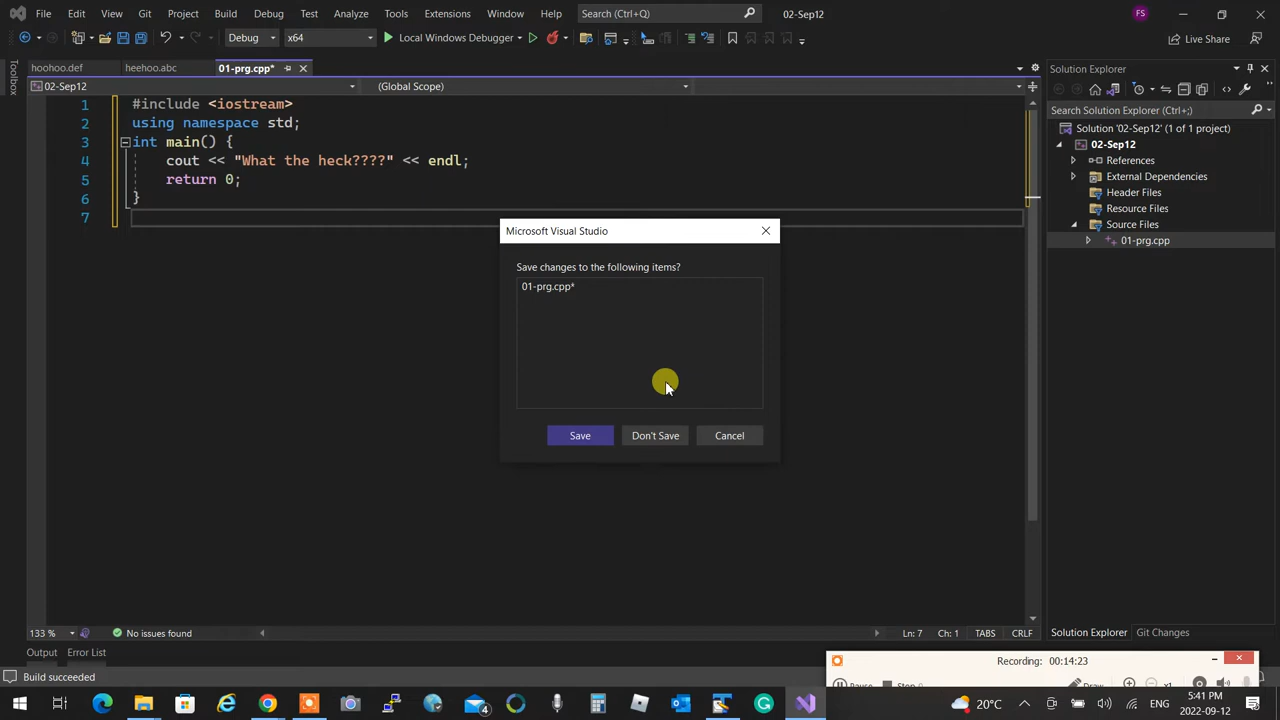 File Edit View Git Project Build Debug Test Analyze Tools Extensions Window Help Search (Ctrl+Q) 02-Sep12 FS
Debug x64 Local Windows Debugger Live Share
hoohoo.def heehoo.abc 01-prg.cpp*
Toolbox
02-Sep12 (Global Scope)
1 #include <iostream>
2 using namespace std;
3 int main() {
4 cout << "What the heck????" << endl;
5 return 0;
6 }
7
Microsoft Visual Studio
Save changes to the following items?
01-prg.cpp*
Save Don't Save Cancel
Solution Explorer
Search Solution Explorer (Ctrl+;)
Solution '02-Sep12' (1 of 1 project)
02-Sep12
References
External Dependencies
Header Files
Resource Files
Source Files
01-prg.cpp
133 % No issues found Ln: 7 Ch: 1 TABS CRLF
Solution Explorer Git Changes
Output Error List
Build succeeded
Recording: 00:14:23
Pause Stop Draw x1
4 20°C ENG
5:41 PM
2022-09-12